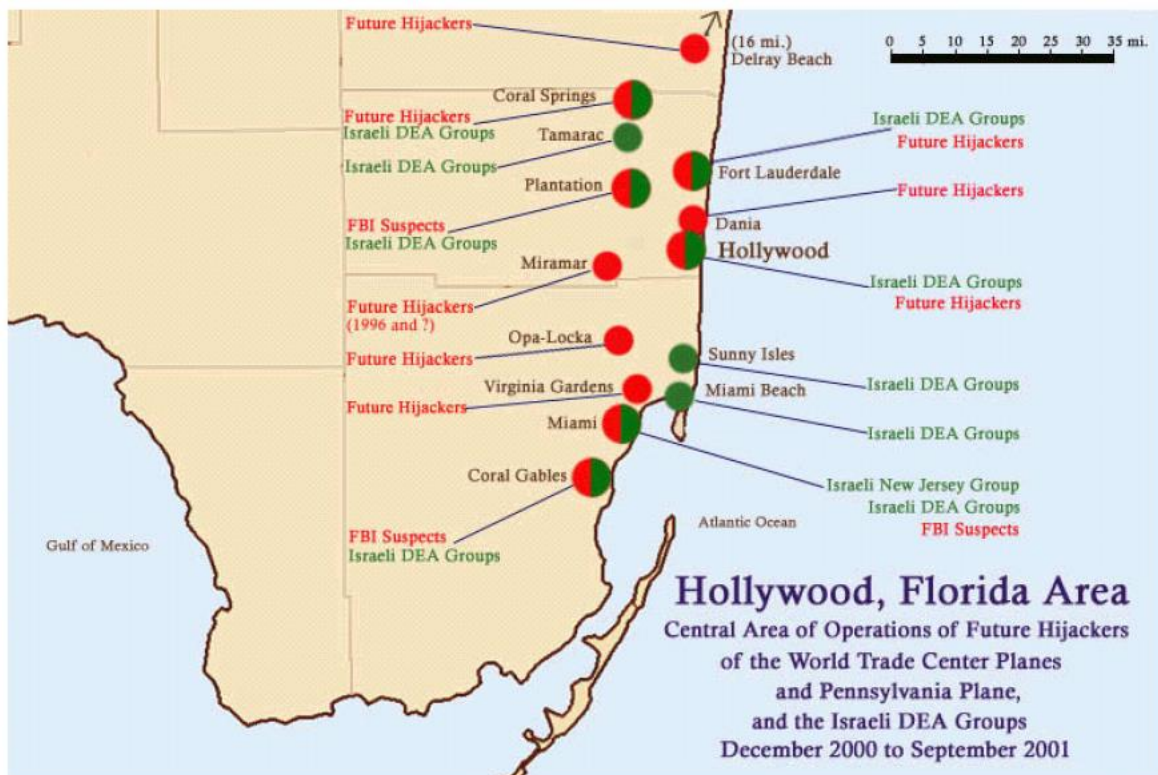 Future Hijackers
(16 mi.)
Delray Beach
0 5 10 15 20 25 30 35 mi.
Coral Springs
Future Hijackers
Israeli DEA Groups
Tamarac
Israeli DEA Groups
Plantation
FBI Suspects
Israeli DEA Groups
Israeli DEA Groups
Future Hijackers
Fort Lauderdale
Future Hijackers
Dania
Hollywood
Israeli DEA Groups
Future Hijackers
Miramar
Future Hijackers
(1996 and ?)
Opa-Locka
Future Hijackers
Sunny Isles
Israeli DEA Groups
Virginia Gardens
Future Hijackers
Miami Beach
Israeli DEA Groups
Miami
Israeli New Jersey Group
Israeli DEA Groups
FBI Suspects
Coral Gables
FBI Suspects
Israeli DEA Groups
Atlantic Ocean
Gulf of Mexico
Hollywood, Florida Area
Central Area of Operations of Future Hijackers
of the World Trade Center Planes
and Pennsylvania Plane,
and the Israeli DEA Groups
December 2000 to September 2001